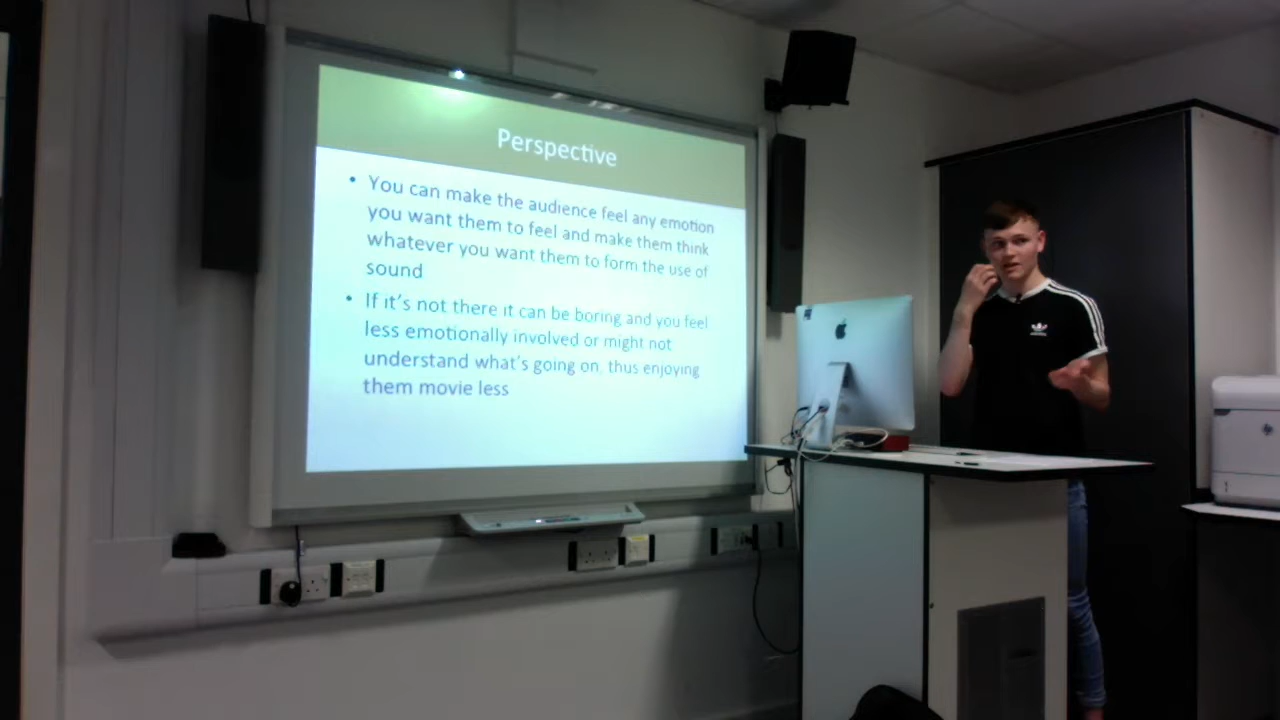 Perspective
• You can make the audience feel any emotion
you want them to feel and make them think
whatever you want them to form the use of
sound
• If it's not there it can be boring and you feel
less emotionally involved or might not
understand what's going on, thus enjoying
them movie less